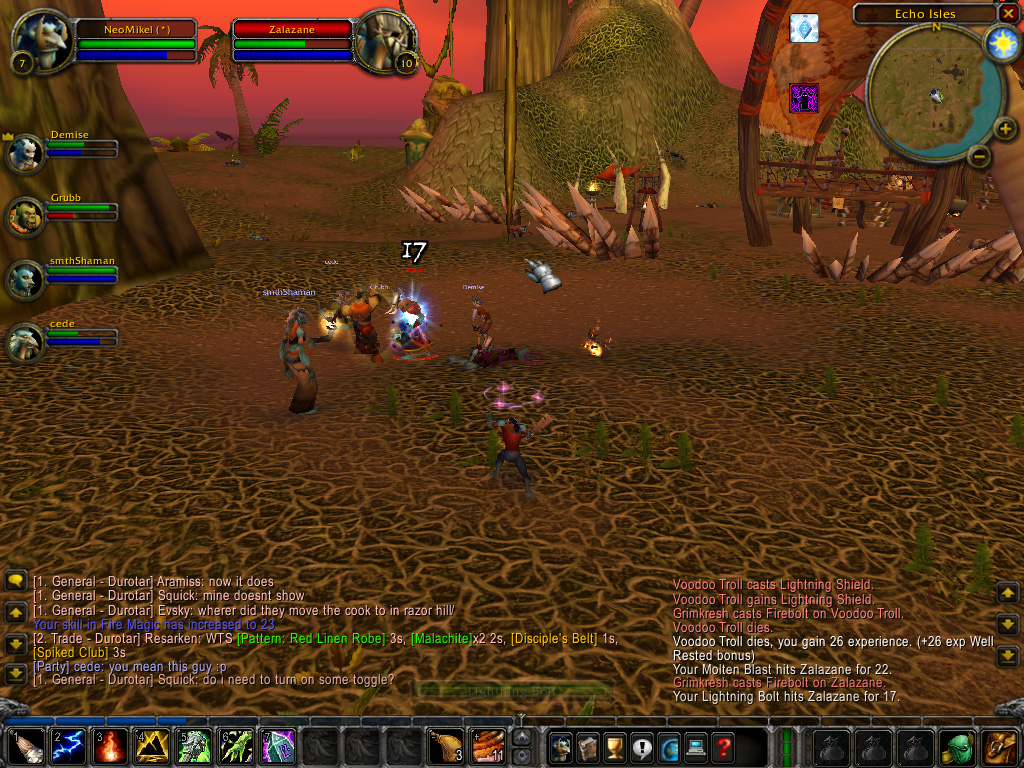 NeoMikel (*)
7
Zalazane
10
Echo Isles
N
Demise
Grubb
smthShaman
cede
17
cede
smthShaman
Grubb
Demise
[1. General - Durotar] Aramiss: now it does
[1. General - Durotar] Squick: mine doesnt show
[1. General - Durotar] Evsky: wherer did they move the cook to in razor hill/
Your skill in Fire Magic has increased to 23
[2. Trade - Durotar] Resarken: WTS [Pattern: Red Linen Robe] 3s, [Malachite]x2 2s, [Disciple's Belt] 1s,
[Spiked Club] 3s
[Party] cede: you mean this guy :p
[1. General - Durotar] Squick: do i need to turn on some toggle?
Voodoo Troll casts Lightning Shield.
Voodoo Troll gains Lightning Shield.
Grimkresh casts Firebolt on Voodoo Troll.
Voodoo Troll dies.
Voodoo Troll dies, you gain 26 experience. (+26 exp Well
Rested bonus)
Your Molten Blast hits Zalazane for 22.
Grimkresh casts Firebolt on Zalazane.
Your Lightning Bolt hits Zalazane for 17.
Lightning Bolt
1
2
3
4
5
6
7
3
11